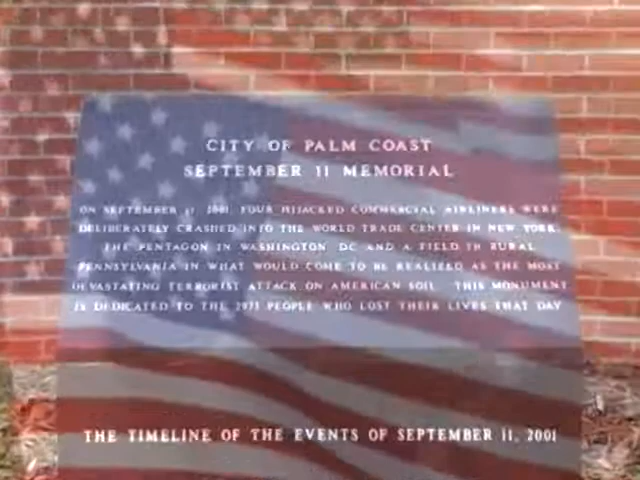 CITY OF PALM COAST
SEPTEMBER 11 MEMORIAL
ON SEPTEMBER 11 2001, FOUR HIJACKED COMMERCIAL AIRLINERS WERE
DELIBERATELY CRASHED INTO THE WORLD TRADE CENTER IN NEW YORK,
THE PENTAGON IN WASHINGTON DC AND A FIELD IN RURAL
PENNSYLVANIA IN WHAT WOULD COME TO BE REALIZED AS THE MOST
DEVASTATING TERRORIST ATTACK ON AMERICAN SOIL THIS MONUMENT
IS DEDICATED TO THE 2973 PEOPLE WHO LOST THEIR LIVES THAT DAY
THE TIMELINE OF THE EVENTS OF SEPTEMBER 11, 2001